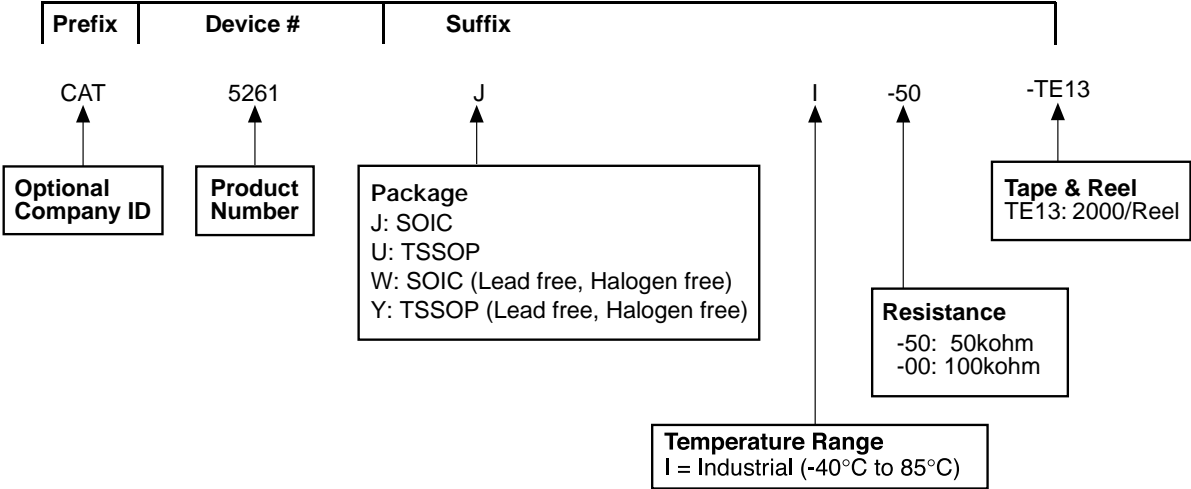 Prefix Device # Suffix
CAT 5261 J I -50 -TE13
Optional
Company ID
Product
Number
Package
J: SOIC
U: TSSOP
W: SOIC (Lead free, Halogen free)
Y: TSSOP (Lead free, Halogen free)
Tape & Reel
TE13: 2000/Reel
Resistance
-50: 50kohm
-00: 100kohm
Temperature Range
I = Industrial (-40°C to 85°C)